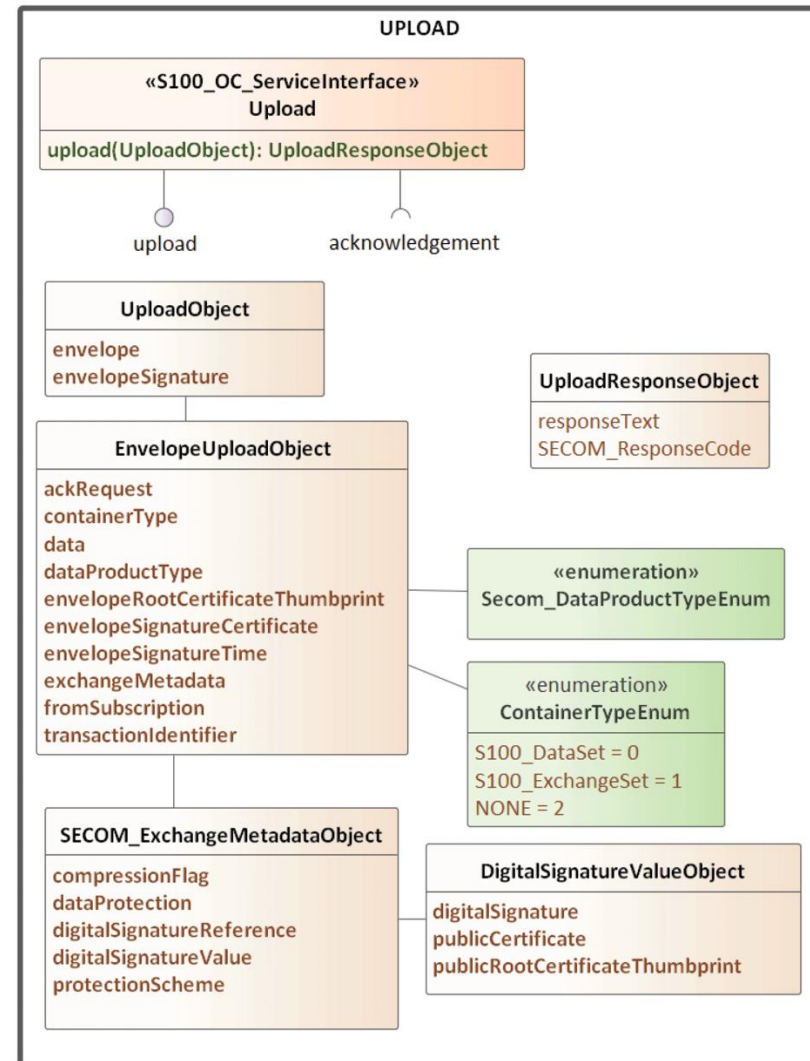 UPLOAD
«S100_OC_ServiceInterface»
Upload
upload(UploadObject): UploadResponseObject
upload
acknowledgement
UploadObject
envelope
envelopeSignature
UploadResponseObject
responseText
SECOM_ResponseCode
EnvelopeUploadObject
ackRequest
containerType
data
dataProductType
envelopeRootCertificateThumbprint
envelopeSignatureCertificate
envelopeSignatureTime
exchangeMetadata
fromSubscription
transactionIdentifier
«enumeration»
Secom_DataProductTypeEnum
«enumeration»
ContainerTypeEnum
S100_DataSet = 0
S100_ExchangeSet = 1
NONE = 2
SECOM_ExchangeMetadataObject
compressionFlag
dataProtection
digitalSignatureReference
digitalSignatureValue
protectionScheme
DigitalSignatureValueObject
digitalSignature
publicCertificate
publicRootCertificateThumbprint